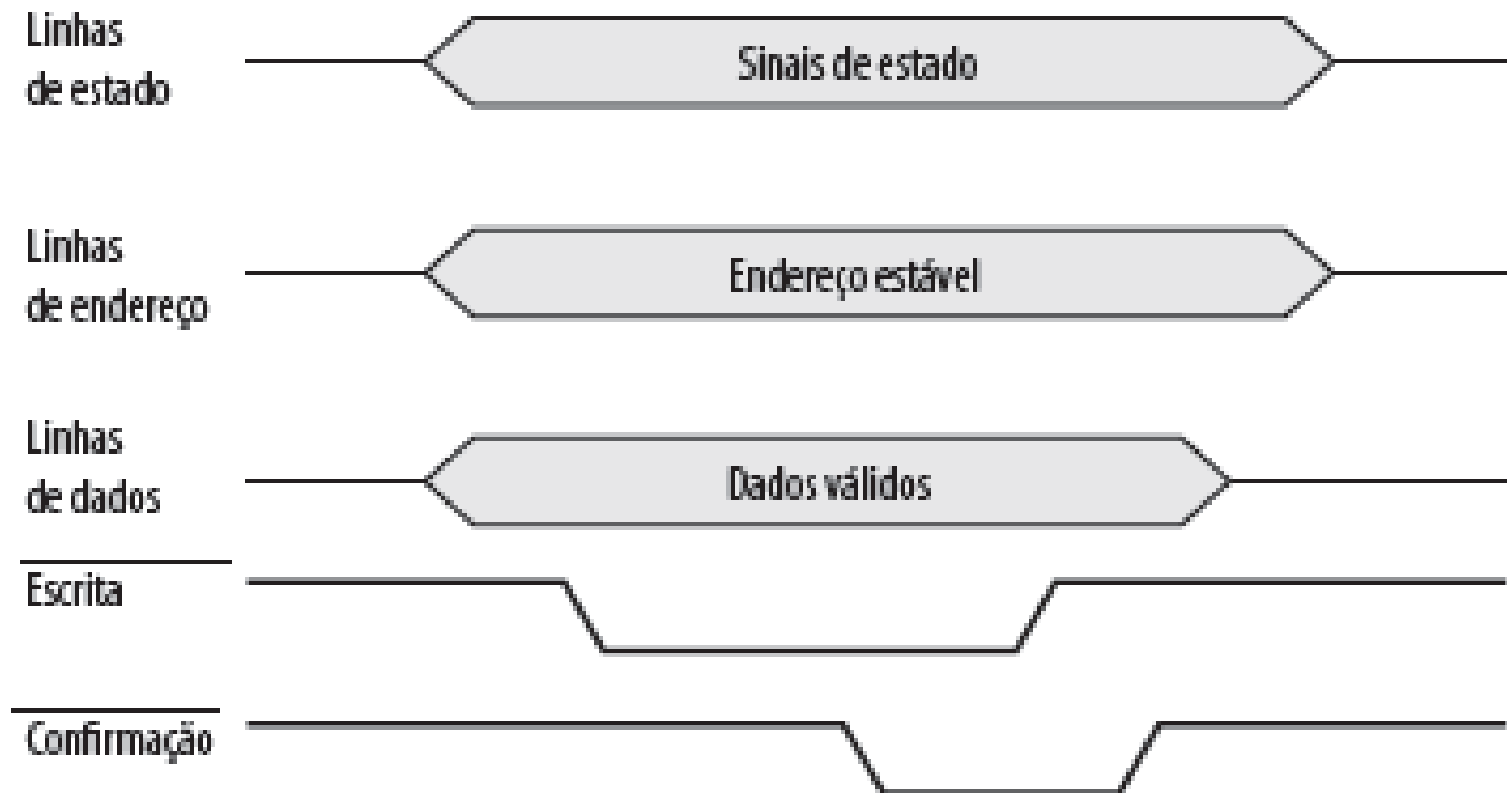 Linhas
de estado
Sinais de estado
Linhas
de endereço
Endereço estável
Linhas
de dados
Dados válidos
Escrita
Confirmação